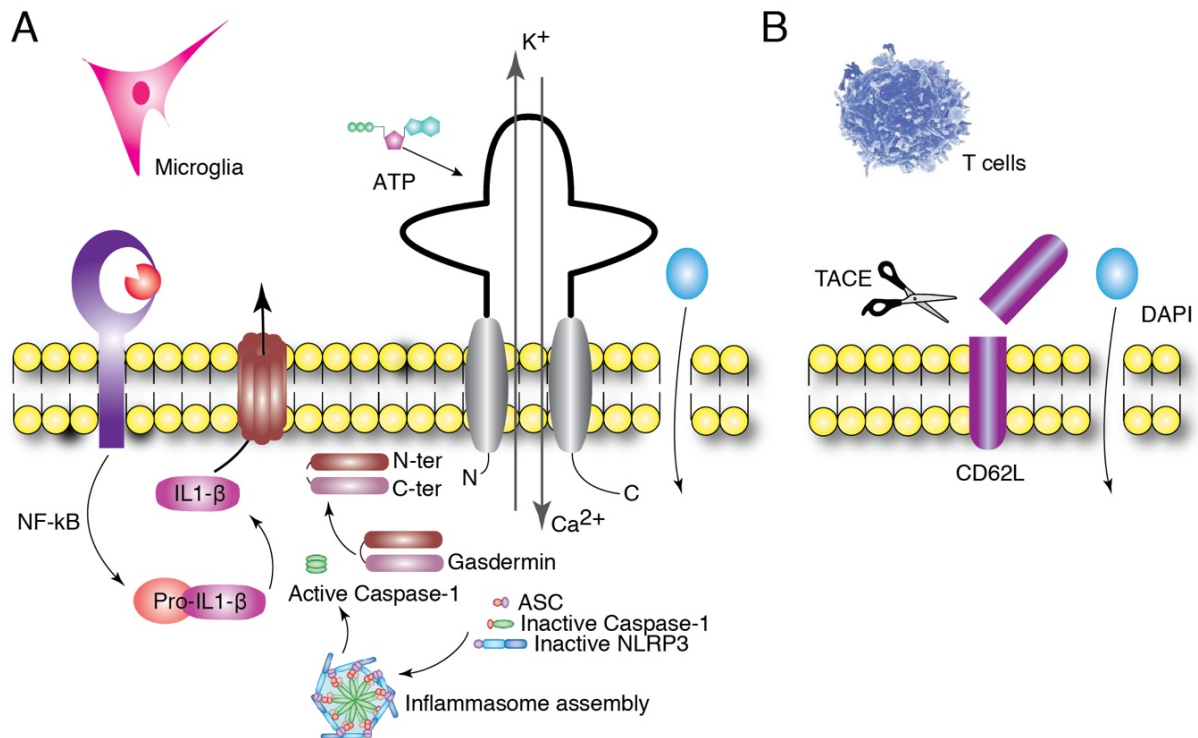 A
Microglia
ATP
K+
NF-kB
IL1-β
Pro-IL1-β
N-ter
C-ter
Gasdermin
Active Caspase-1
ASC
Inactive Caspase-1
Inactive NLRP3
Inflammasome assembly
N
C
Ca2+
B
T cells
TACE
DAPI
CD62L